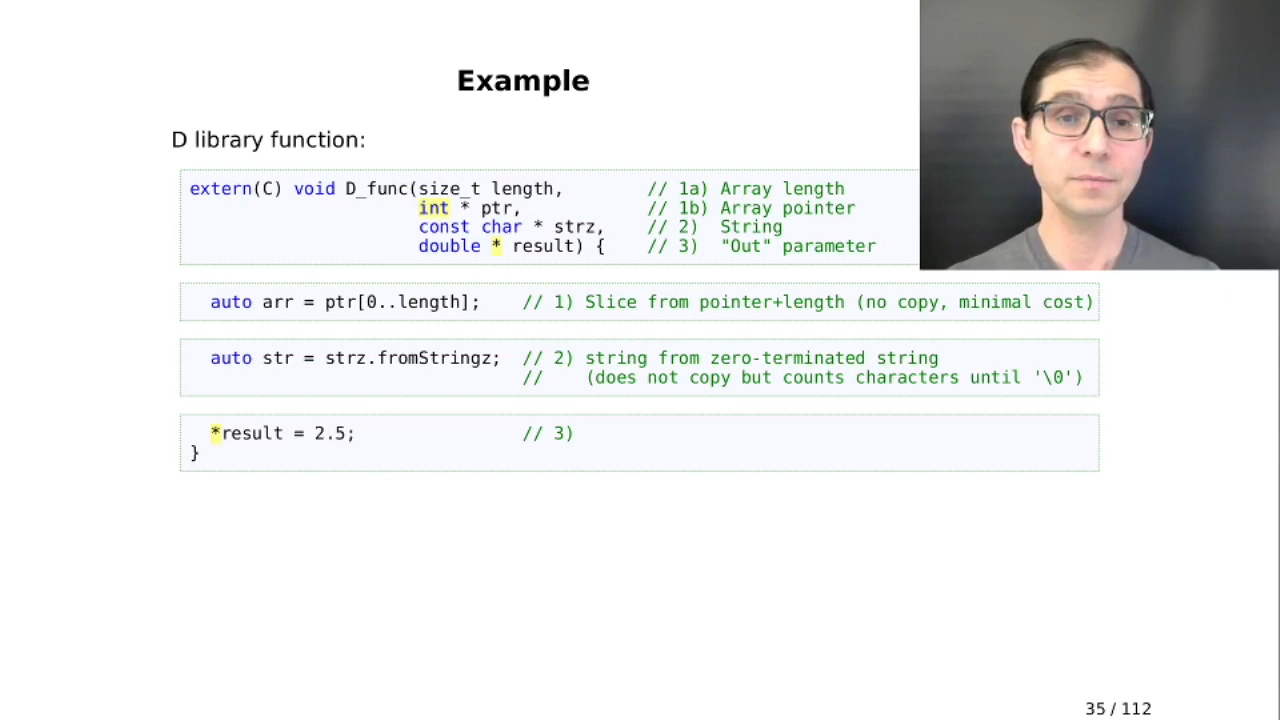 Example
D library function:
extern(C) void D_func(size_t length,        // 1a) Array length
                      int * ptr,            // 1b) Array pointer
                      const char * strz,    // 2)  String
                      double * result) {    // 3)  "Out" parameter
  auto arr = ptr[0..length];    // 1) Slice from pointer+length (no copy, minimal cost)
  auto str = strz.fromStringz;  // 2) string from zero-terminated string
                                //    (does not copy but counts characters until '\0')
  *result = 2.5;                // 3)
}
35 / 112